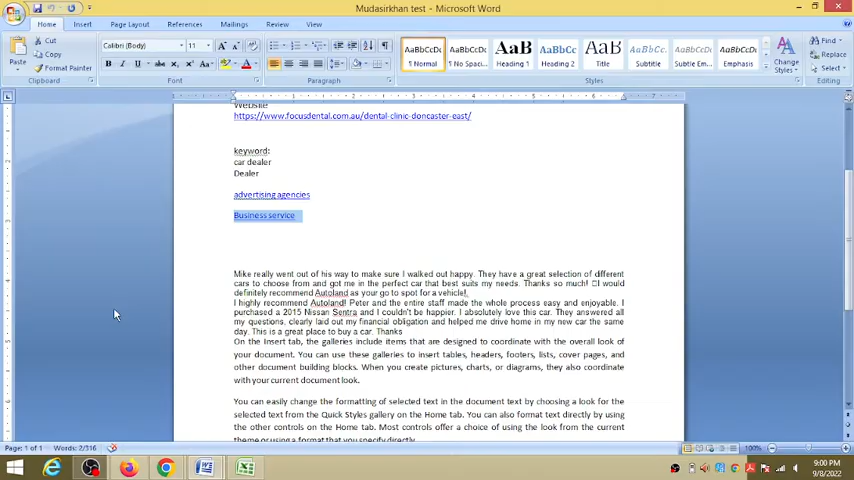 Mudasirkhan test - Microsoft Word
Home Insert Page Layout References Mailings Review View
Paste
Cut
Copy
Format Painter
Clipboard
Calibri (Body) 11
Font
Paragraph
AaBbCcDc AaBbCcDc AaBbC AaBbCc AaB AaBbCc. AaBbCcDc AaBbCcDc
¶ Normal ¶ No Spaci... Heading 1 Heading 2 Title Subtitle Subtle Em... Emphasis
Change Styles
Styles
Find
Replace
Select
Editing
Website
https://www.focusdental.com.au/dental-clinic-doncaster-east/
keyword:
car dealer
Dealer
advertising agencies
Business service
Mike really went out of his way to make sure I walked out happy. They have a great selection of different
cars to choose from and got me in the perfect car that best suits my needs. Thanks so much! I would
definitely recommend Autoland as your go to spot for a vehicle!.
I highly recommend Autoland! Peter and the entire staff made the whole process easy and enjoyable. I
purchased a 2015 Nissan Sentra and I couldn't be happier. I absolutely love this car. They answered all
my questions, clearly laid out my financial obligation and helped me drive home in my new car the same
day. This is a great place to buy a car. Thanks
On the Insert tab, the galleries include items that are designed to coordinate with the overall look of
your document. You can use these galleries to insert tables, headers, footers, lists, cover pages, and
other document building blocks. When you create pictures, charts, or diagrams, they also coordinate
with your current document look.
You can easily change the formatting of selected text in the document text by choosing a look for the
selected text from the Quick Styles gallery on the Home tab. You can also format text directly by using
the other controls on the Home tab. Most controls offer a choice of using the look from the current
theme or using a format that you specify directly.
Page: 1 of 1 Words: 2/316 100%
9:00 PM
9/8/2022